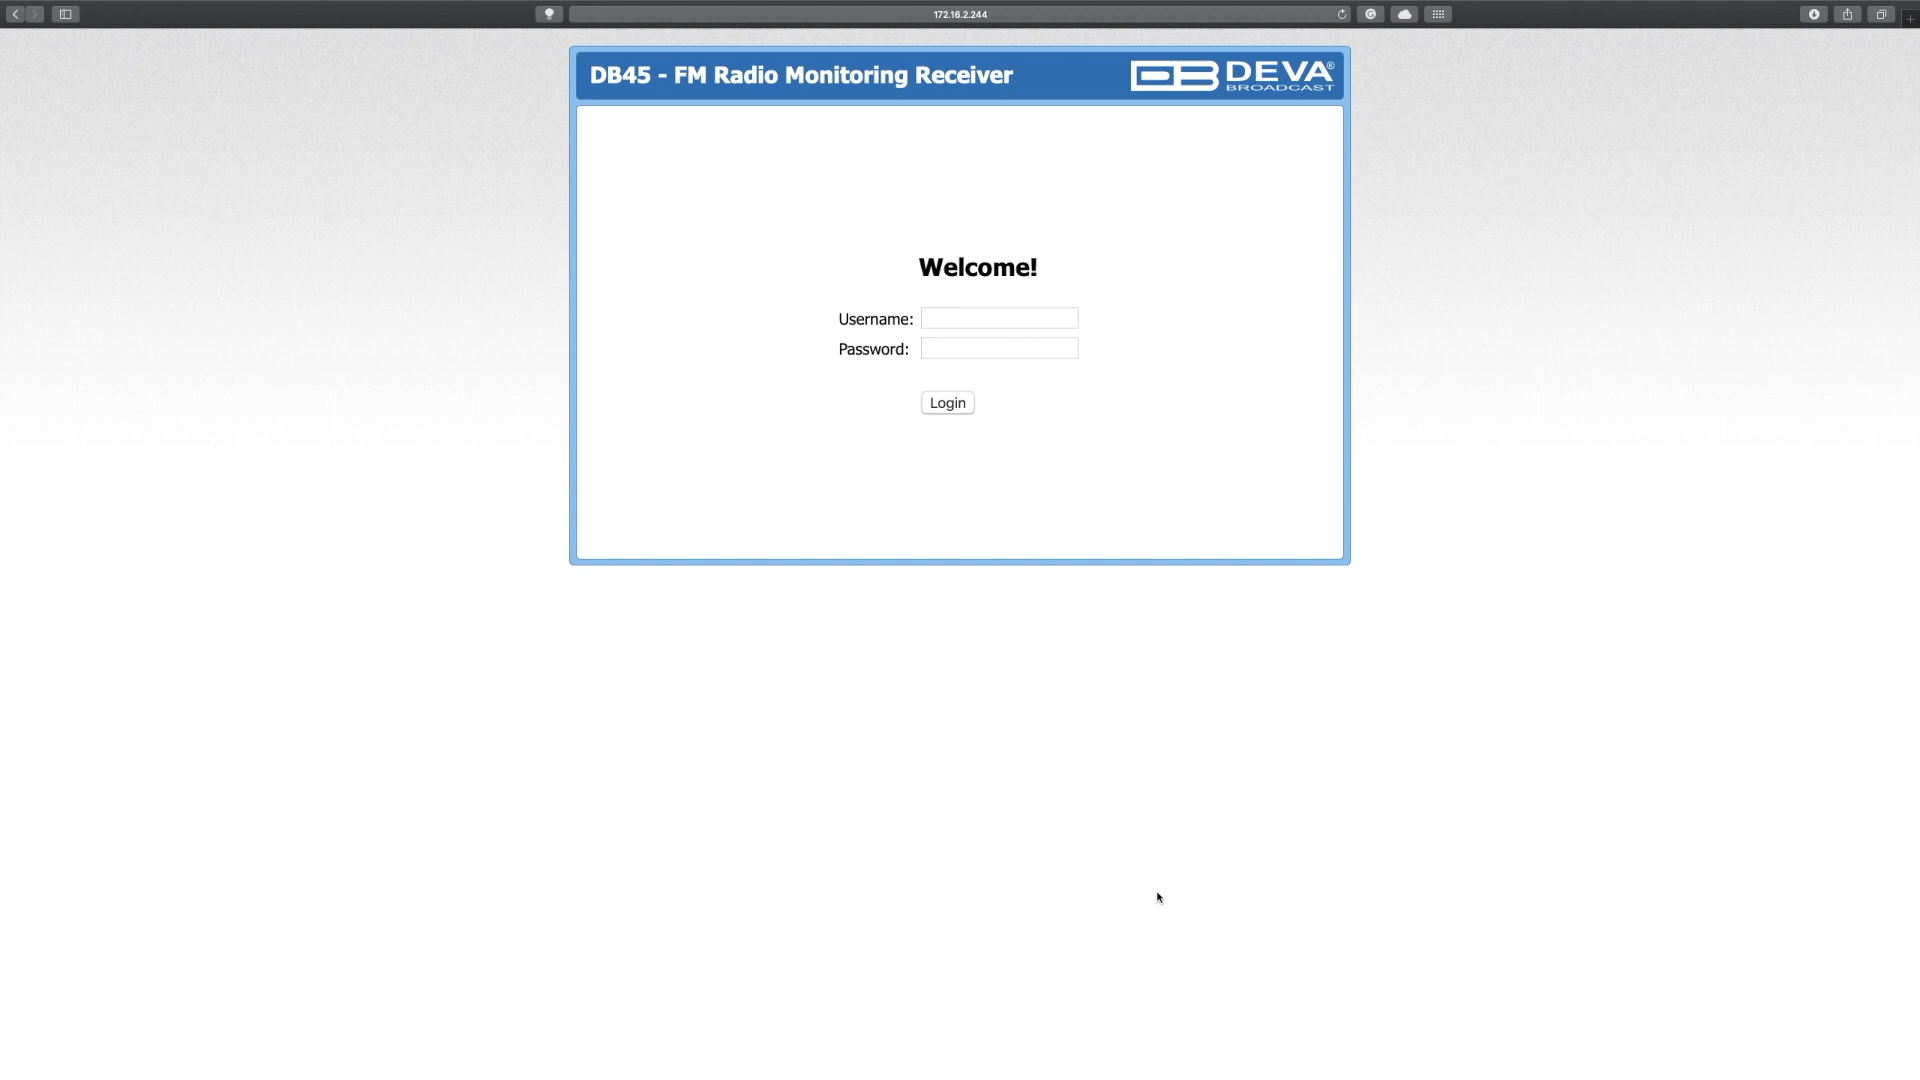 172.16.2.244
DB45 - FM Radio Monitoring Receiver
DEVA®
BROADCAST
Welcome!
Username:
Password:
Login